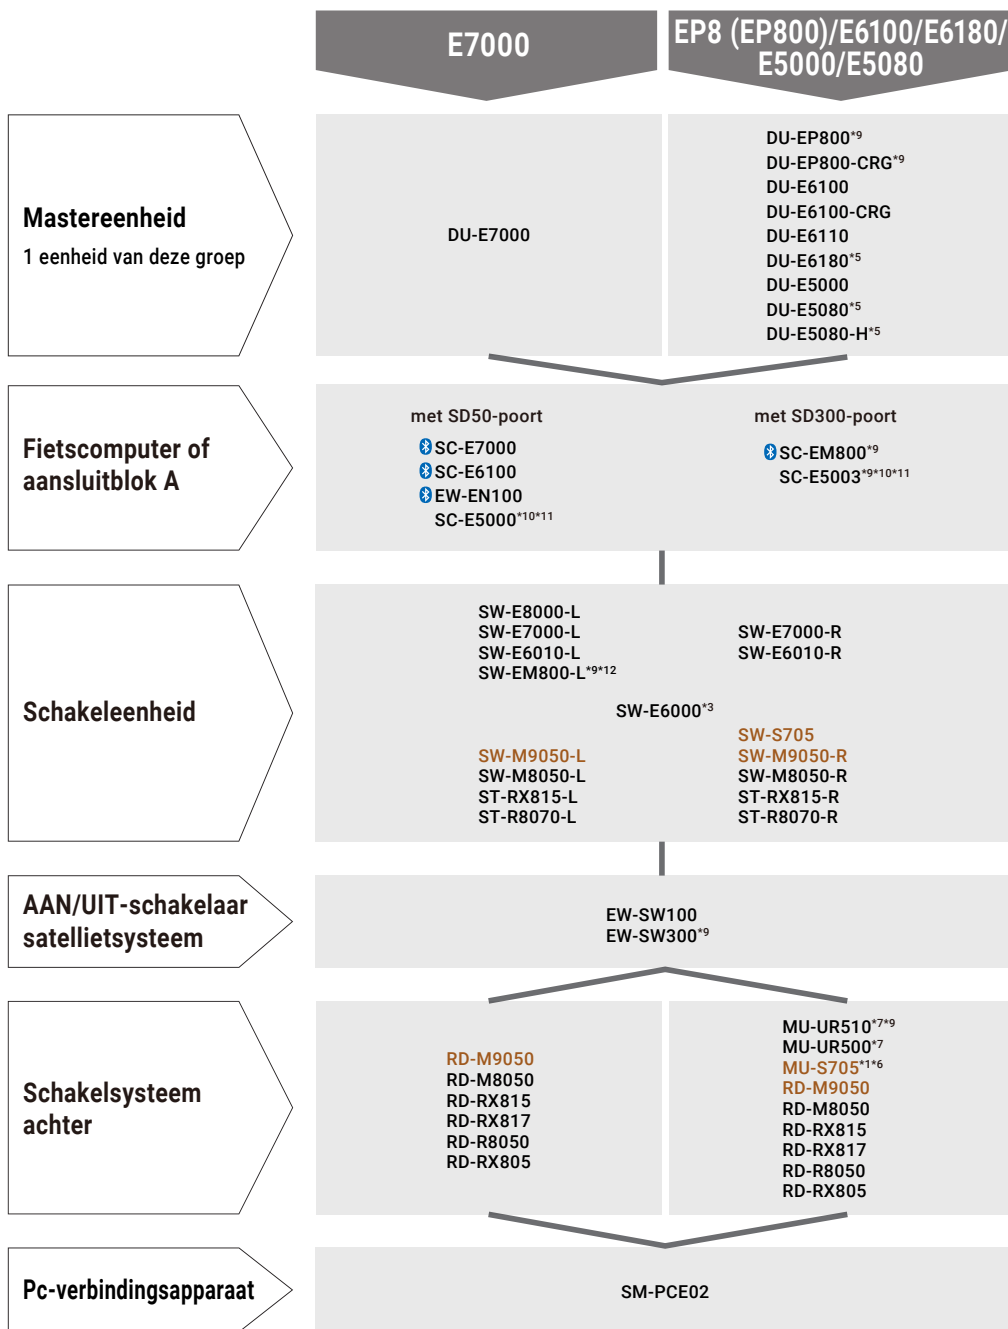 E7000
EP8 (EP800)/E6100/E6180/
E5000/E5080
Mastereenheid
1 eenheid van deze groep
DU-E7000
DU-EP800*9
DU-EP800-CRG*9
DU-E6100
DU-E6100-CRG
DU-E6110
DU-E6180*5
DU-E5000
DU-E5080*5
DU-E5080-H*5
Fietscomputer of
aansluitblok A
met SD50-poort
SC-E7000
SC-E6100
EW-EN100
SC-E5000*10*11
met SD300-poort
SC-EM800*9
SC-E5003*9*10*11
Schakeleenheid
SW-E8000-L
SW-E7000-L
SW-E6010-L
SW-EM800-L*9*12
SW-E7000-R
SW-E6010-R
SW-E6000*3
SW-M9050-L
SW-M8050-L
ST-RX815-L
ST-R8070-L
SW-S705
SW-M9050-R
SW-M8050-R
ST-RX815-R
ST-R8070-R
AAN/UIT-schakelaar
satellietsysteem
EW-SW100
EW-SW300*9
Schakelsysteem
achter
RD-M9050
RD-M8050
RD-RX815
RD-RX817
RD-R8050
RD-RX805
MU-UR510*7*9
MU-UR500*7
MU-S705*1*6
RD-M9050
RD-M8050
RD-RX815
RD-RX817
RD-R8050
RD-RX805
Pc-verbindingsapparaat
SM-PCE02